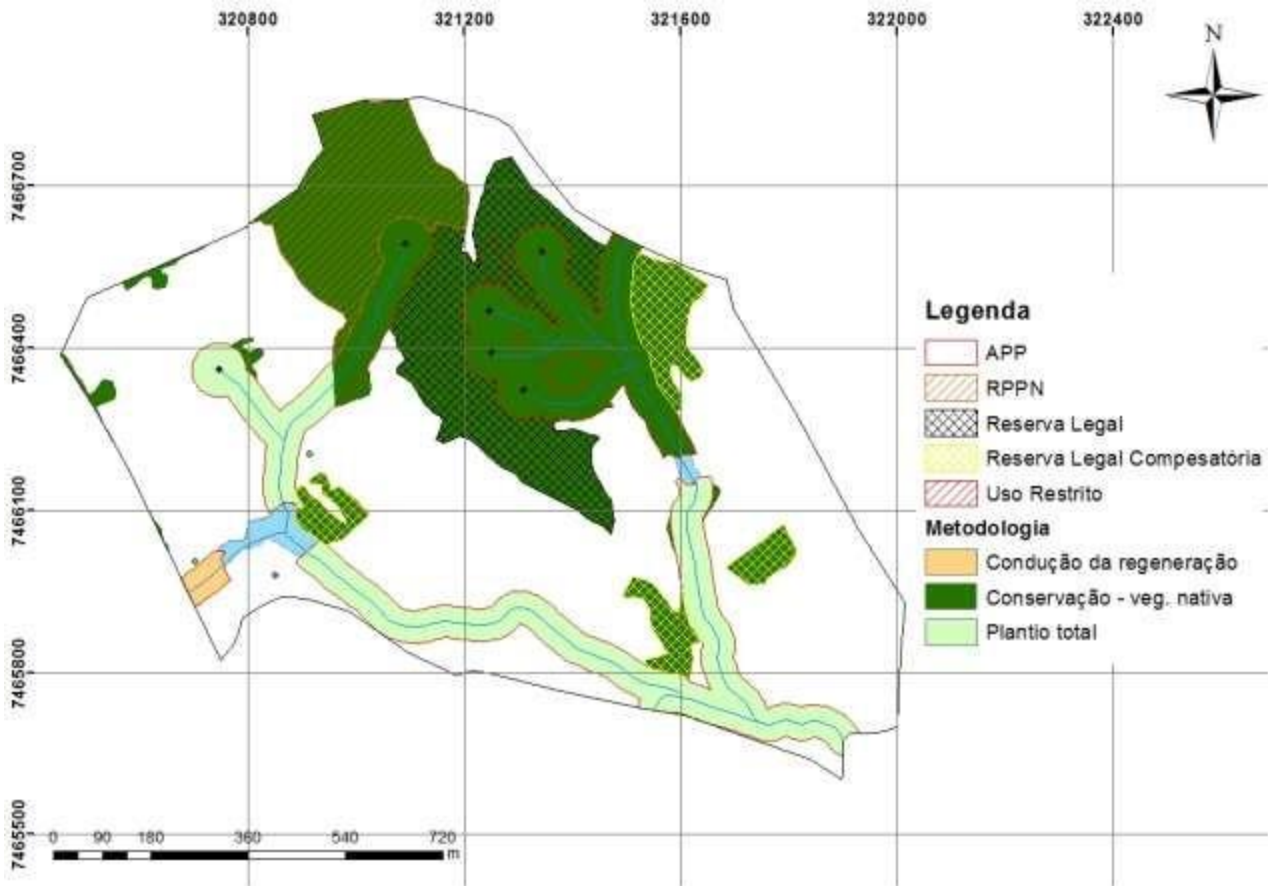 320800 321200 321600 322000 322400
N
7466700
7466400
7466100
7465800
7465500
Legenda
APP
RPPN
Reserva Legal
Reserva Legal Compesatória
Uso Restrito
Metodologia
Condução da regeneração
Conservação - veg. nativa
Plantio total
0 90 180 360 540 720
m